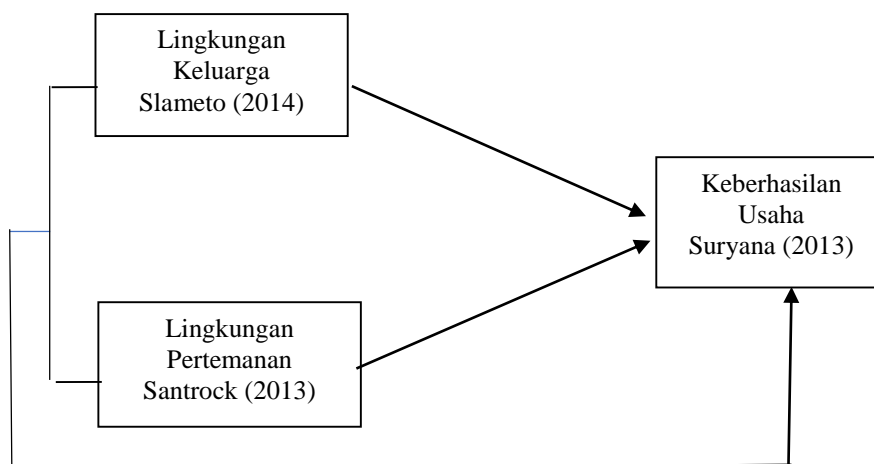 Lingkungan
Keluarga
Slameto (2014)
Keberhasilan
Usaha
Suryana (2013)
Lingkungan
Pertemanan
Santrock (2013)